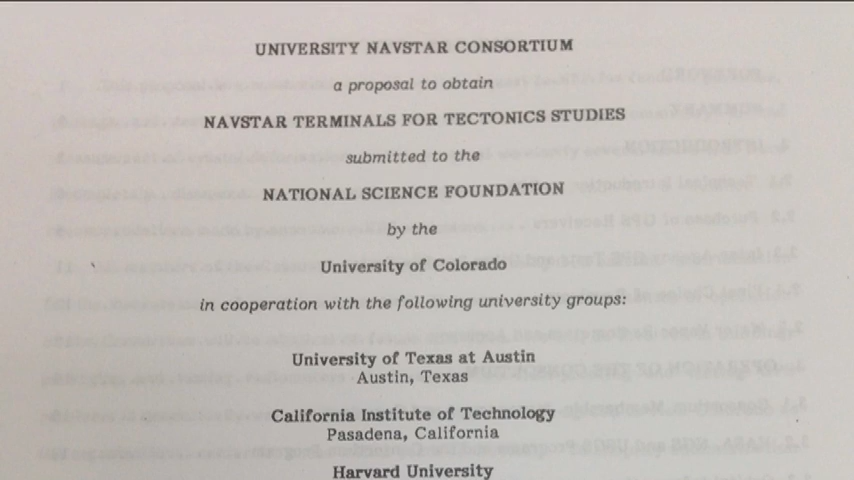 UNIVERSITY NAVSTAR CONSORTIUM
a proposal to obtain
NAVSTAR TERMINALS FOR TECTONICS STUDIES
submitted to the
NATIONAL SCIENCE FOUNDATION
by the
University of Colorado
in cooperation with the following university groups:
University of Texas at Austin
Austin, Texas
California Institute of Technology
Pasadena, California
Harvard University